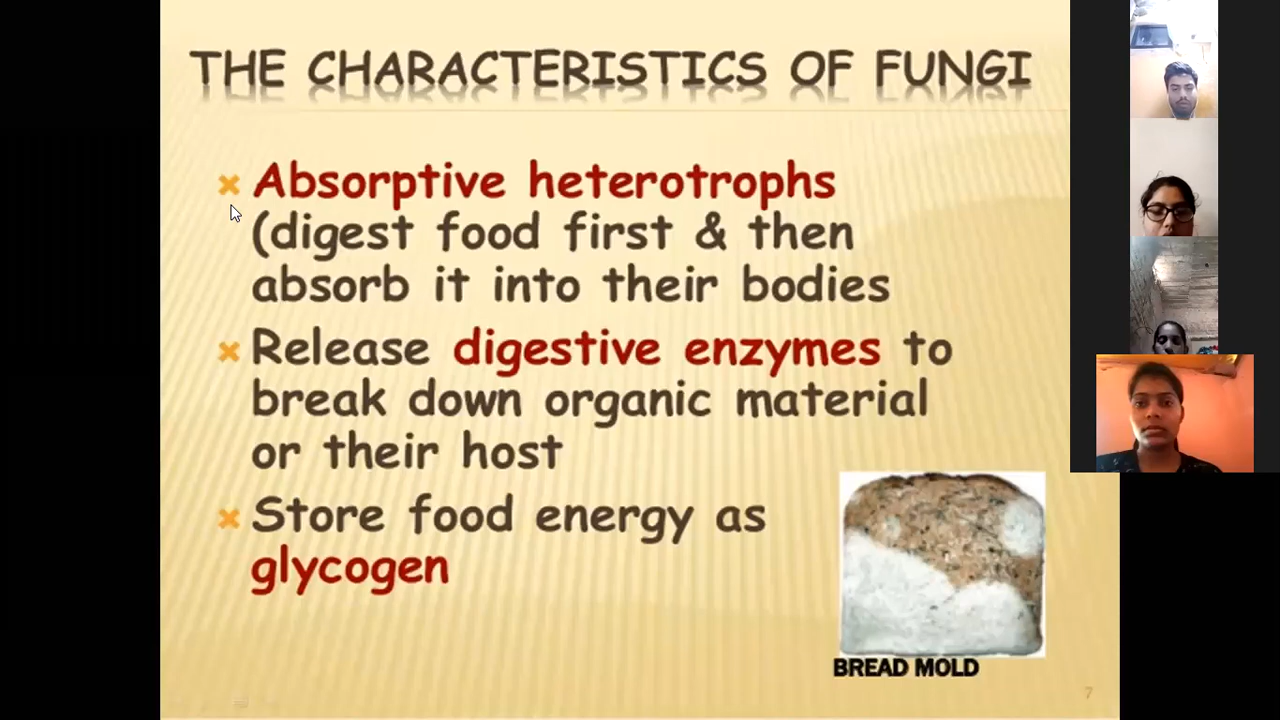 THE CHARACTERISTICS OF FUNGI
Absorptive heterotrophs
(digest food first & then
absorb it into their bodies
Release digestive enzymes to
break down organic material
or their host
Store food energy as
glycogen
BREAD MOLD
7